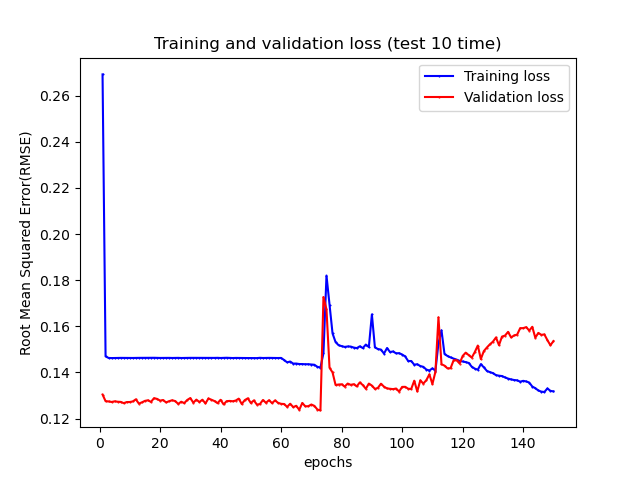 Training and validation loss (test 10 time)
Training loss
Validation loss
Root Mean Squared Error(RMSE)
0.26
0.24
0.22
0.20
0.18
0.16
0.14
0.12
0 20 40 60 80 100 120 140
epochs